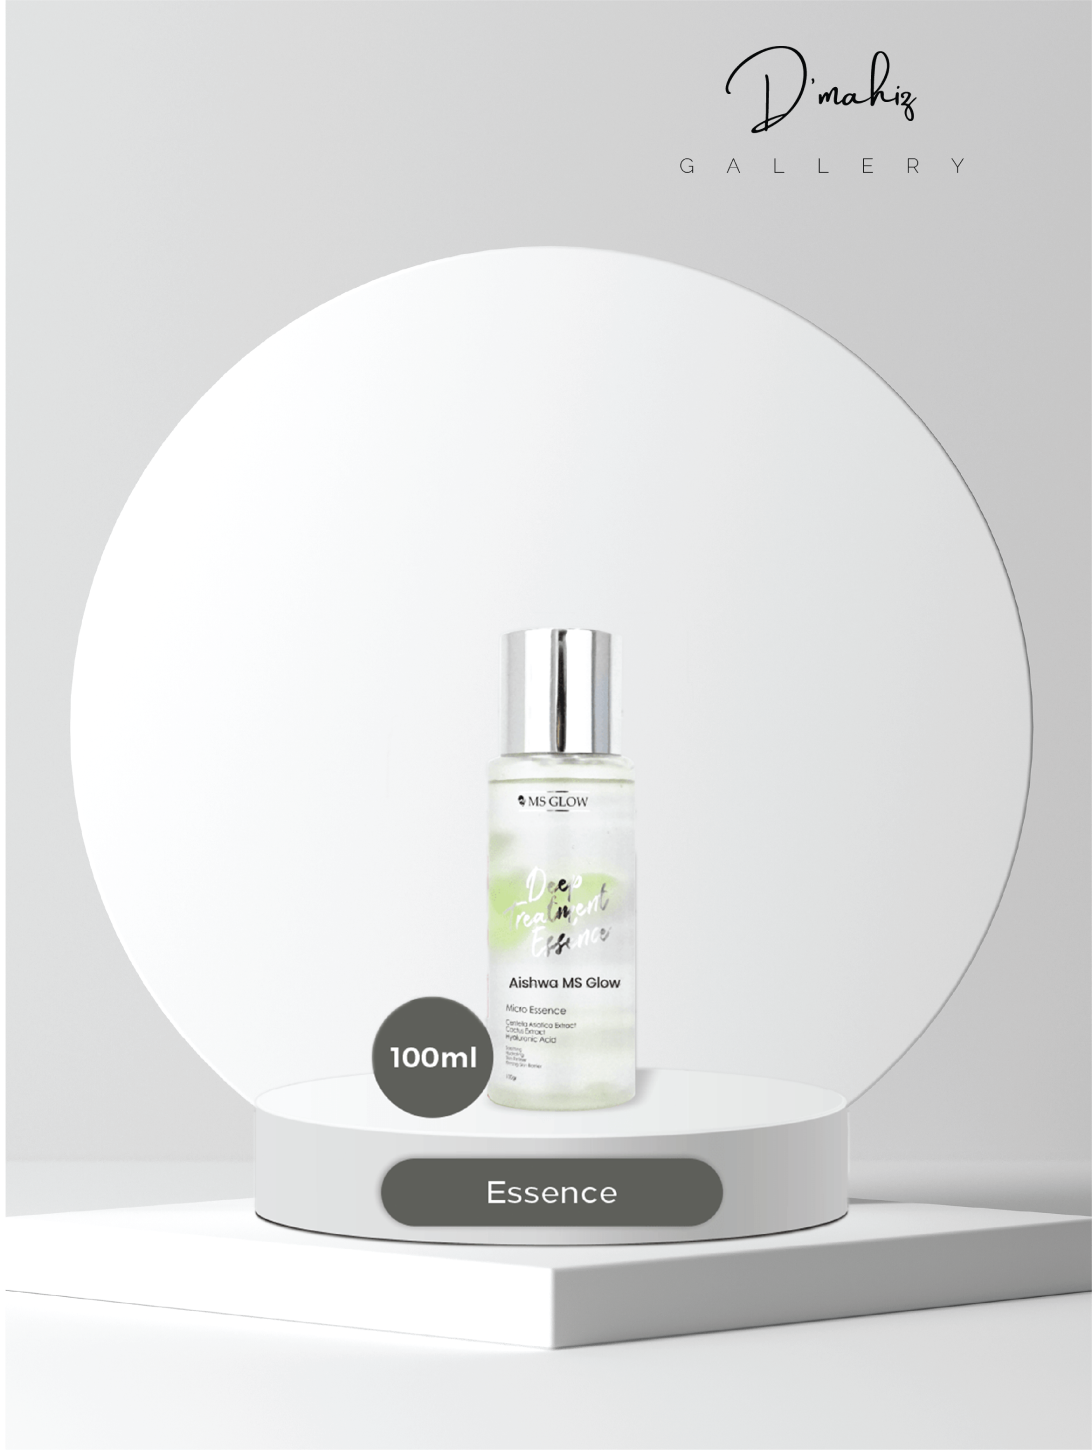 D'mahiz
GALLERY
MS GLOW
Deep
Treatment
Essence
Aishwa MS Glow
Micro Essence
Centella Asiatica Extract
Cactus Extract
Hyaluronic Acid
100ml
Essence